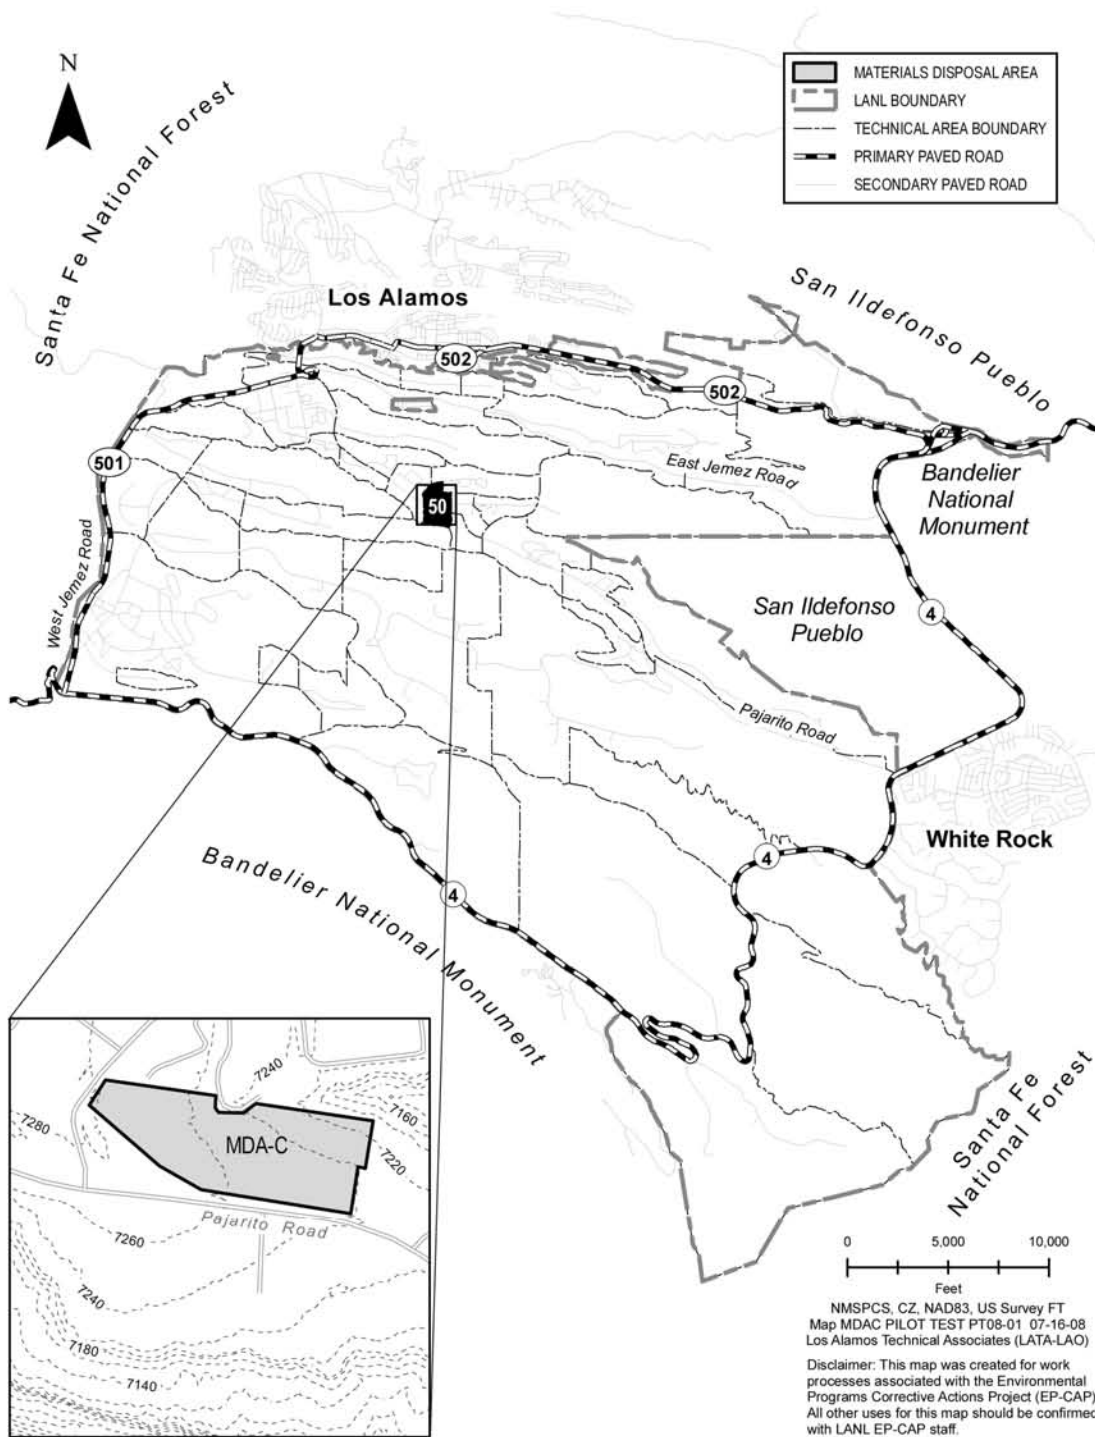 N
Santa Fe National Forest
MATERIALS DISPOSAL AREA
LANL BOUNDARY
TECHNICAL AREA BOUNDARY
PRIMARY PAVED ROAD
SECONDARY PAVED ROAD
San Ildefonso Pueblo
Los Alamos
502
502
501
East Jemez Road
Bandelier
National
Monument
50
West Jemez Road
San Ildefonso
Pueblo
4
Pajarito Road
White Rock
4
Bandelier National Monument
4
Santa Fe
National Forest
7240
7160
7280
MDA-C
7220
Pajarito Road
7260
7240
7180
7140
0 5,000 10,000
Feet
NMSPCS, CZ, NAD83, US Survey FT
Map MDAC PILOT TEST PT08-01 07-16-08
Los Alamos Technical Associates (LATA-LAO)
Disclaimer: This map was created for work
processes associated with the Environmental
Programs Corrective Actions Project (EP-CAP)
All other uses for this map should be confirmed
with LANL EP-CAP staff.